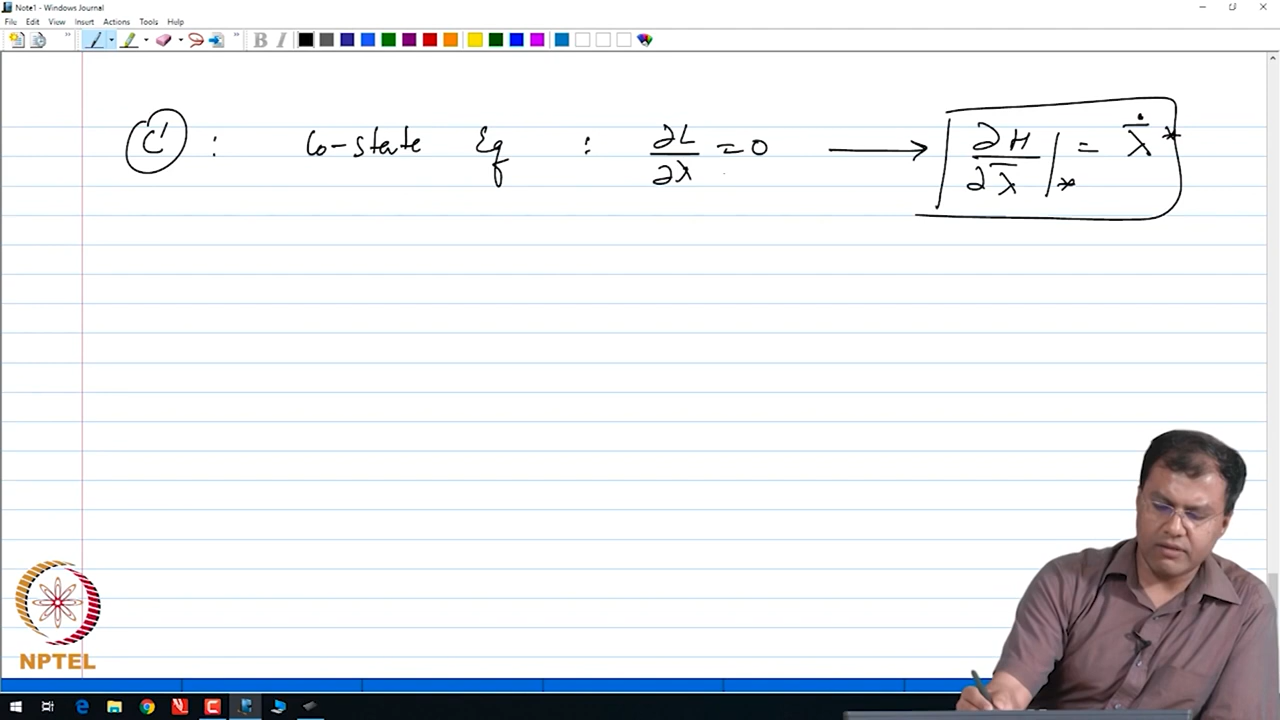 Note1 - Windows Journal
File Edit View Insert Actions Tools Help
B I
C' : Co-state Eq : ∂L/∂λ = 0 ⟶ ∂H/∂λ̄ |* = λ̄̇*
NPTEL